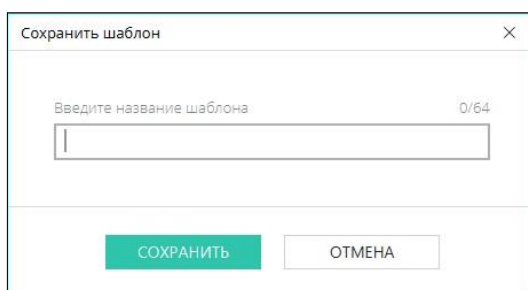 Сохранить шаблон
Введите название шаблона 0/64
СОХРАНИТЬ ОТМЕНА